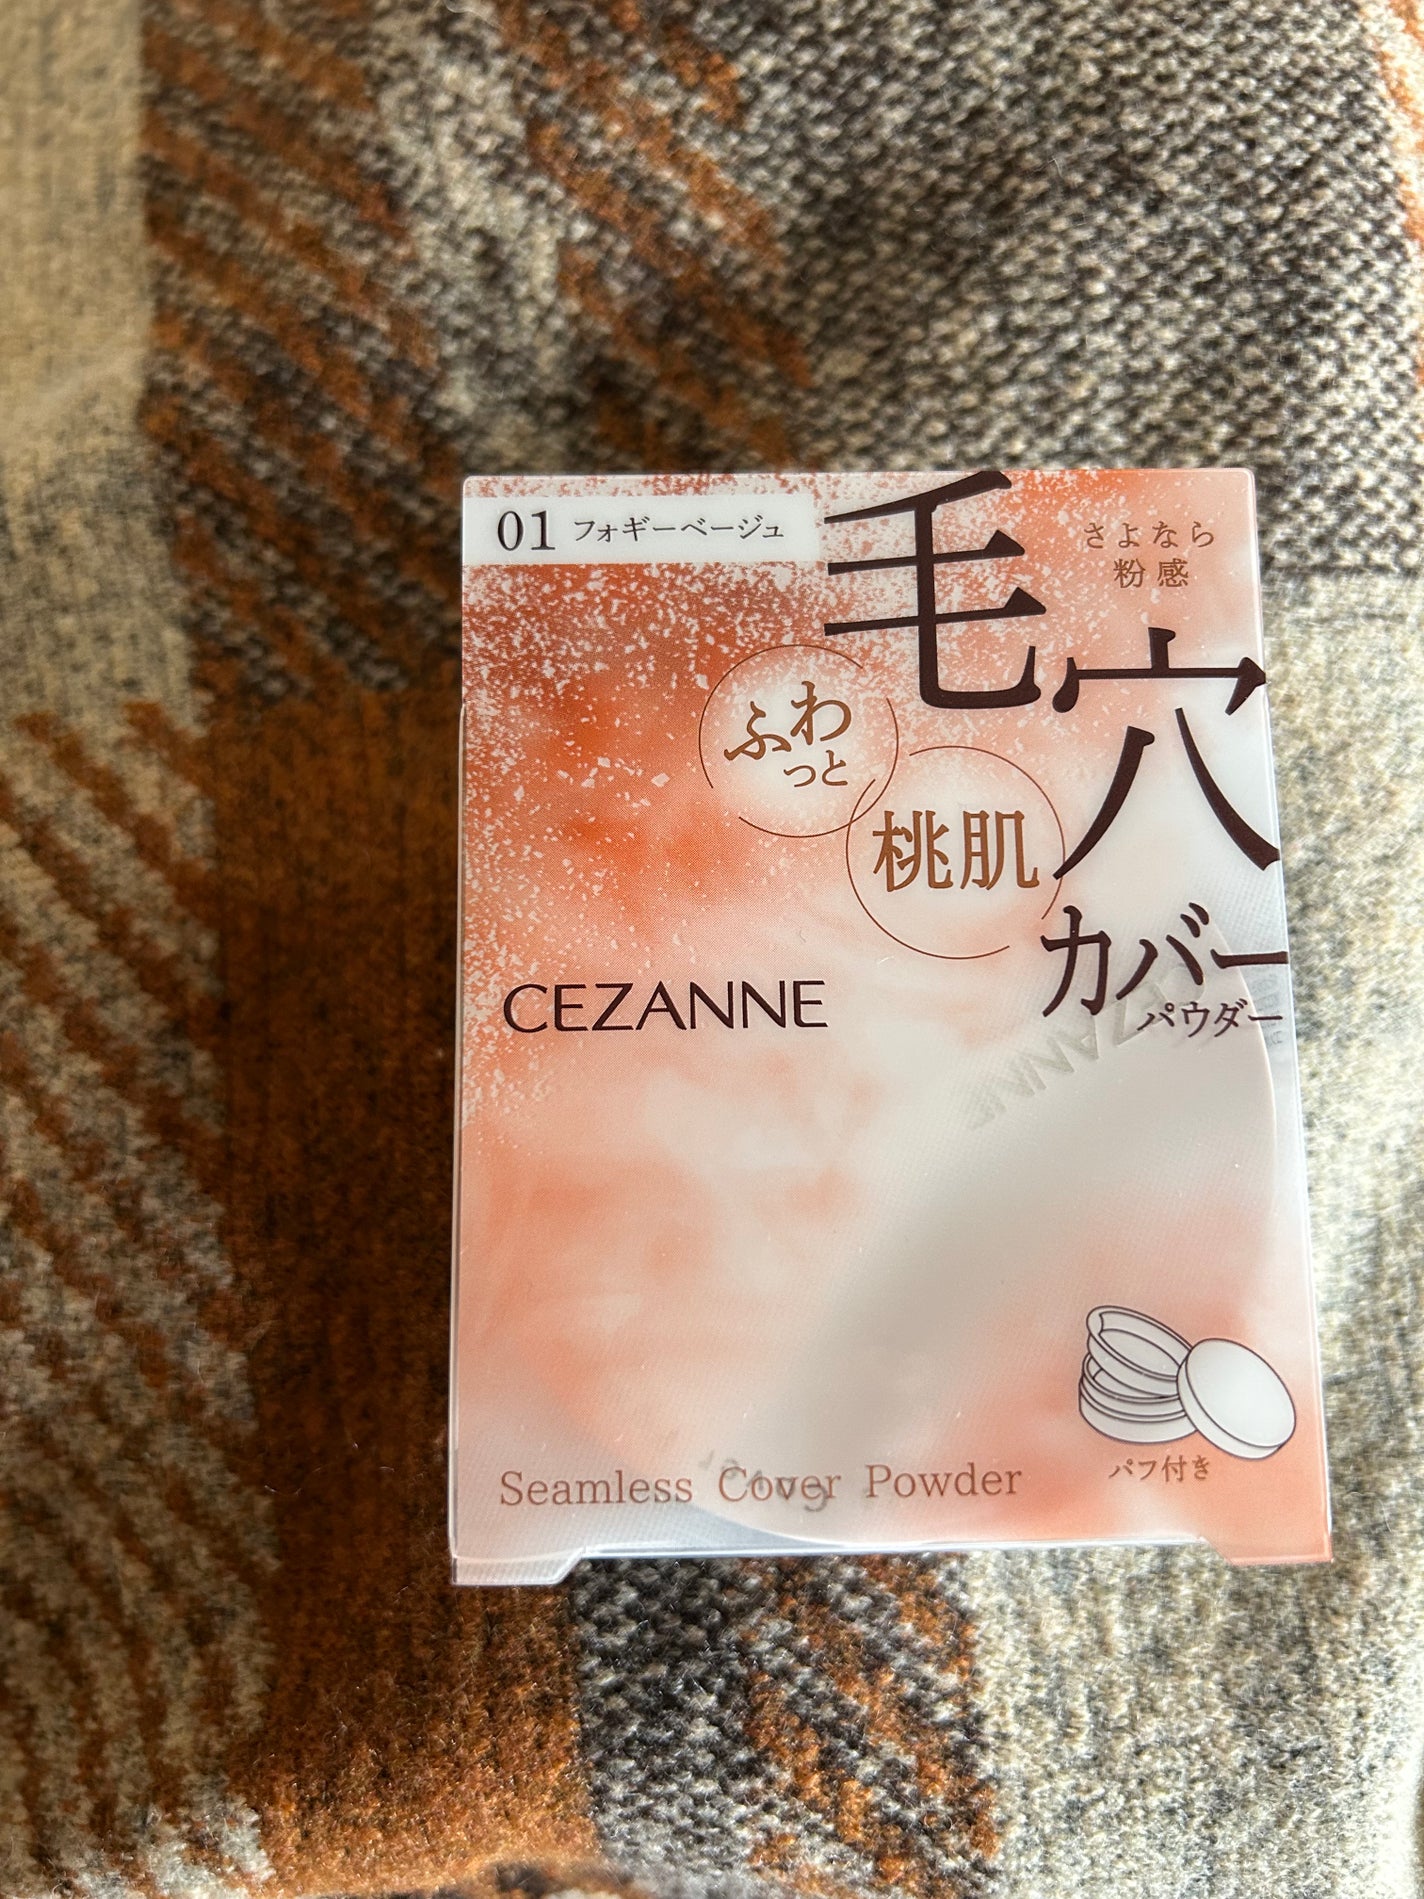 01 フォギーベージュ
さよなら
粉感
毛穴
カバー
パウダー
ふわっと
桃肌
CEZANNE
パフ付き
Seamless Cover Powder